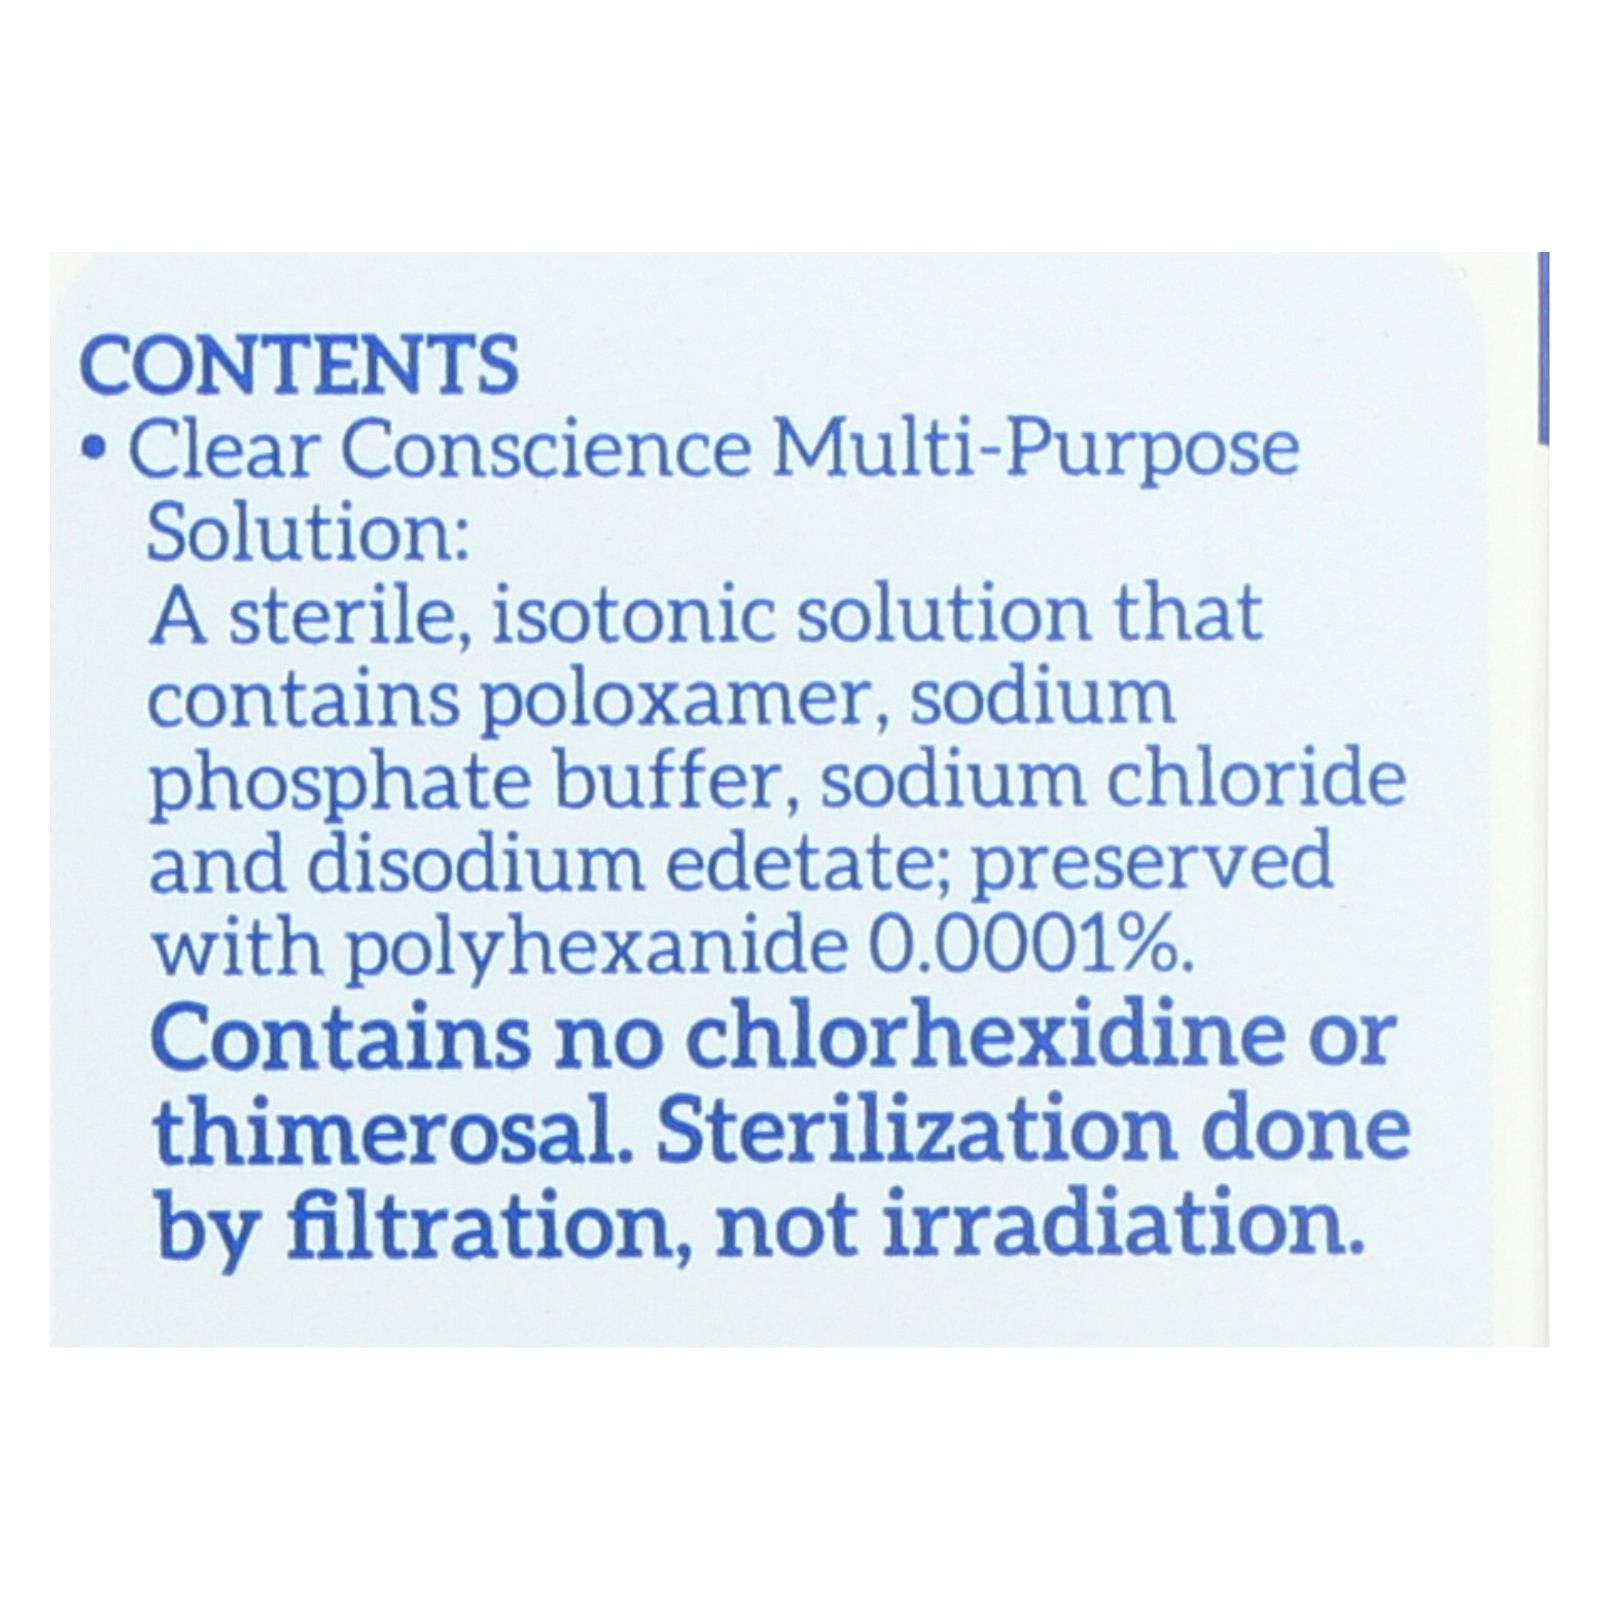 CONTENTS
• Clear Conscience Multi-Purpose
Solution:
A sterile, isotonic solution that
contains poloxamer, sodium
phosphate buffer, sodium chloride
and disodium edetate; preserved
with polyhexanide 0.0001%.
Contains no chlorhexidine or
thimerosal. Sterilization done
by filtration, not irradiation.